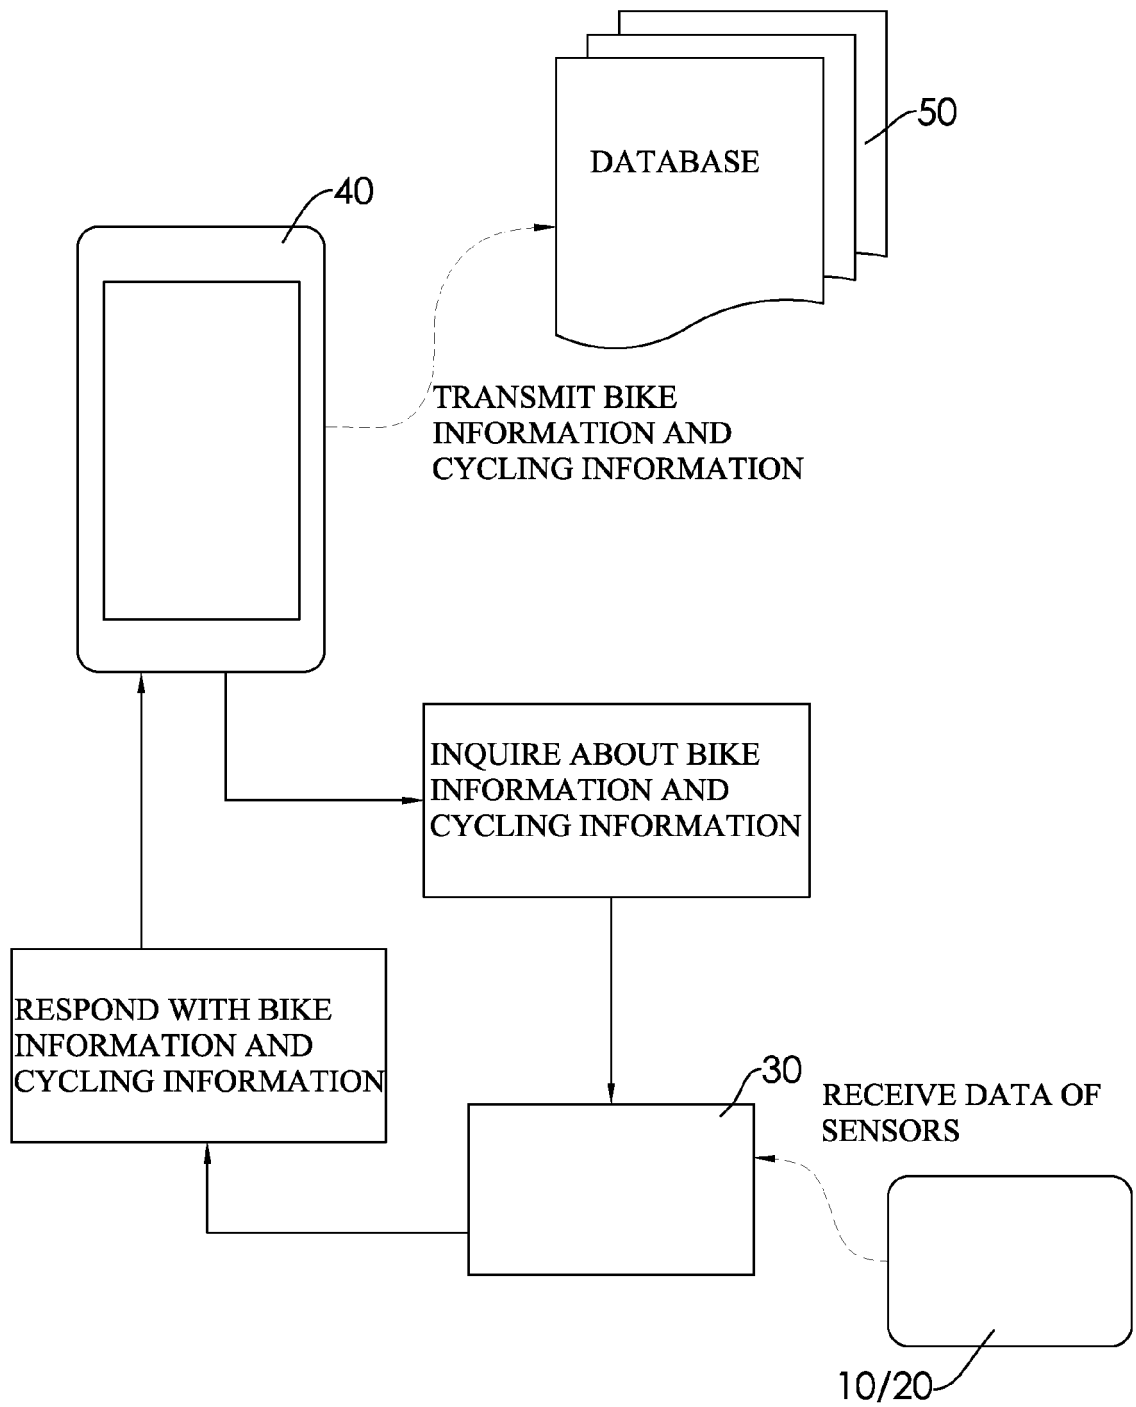 50
DATABASE
40
TRANSMIT BIKE
INFORMATION AND
CYCLING INFORMATION
INQUIRE ABOUT BIKE
INFORMATION AND
CYCLING INFORMATION
RESPOND WITH BIKE
INFORMATION AND
CYCLING INFORMATION
30
RECEIVE DATA OF
SENSORS
10/20